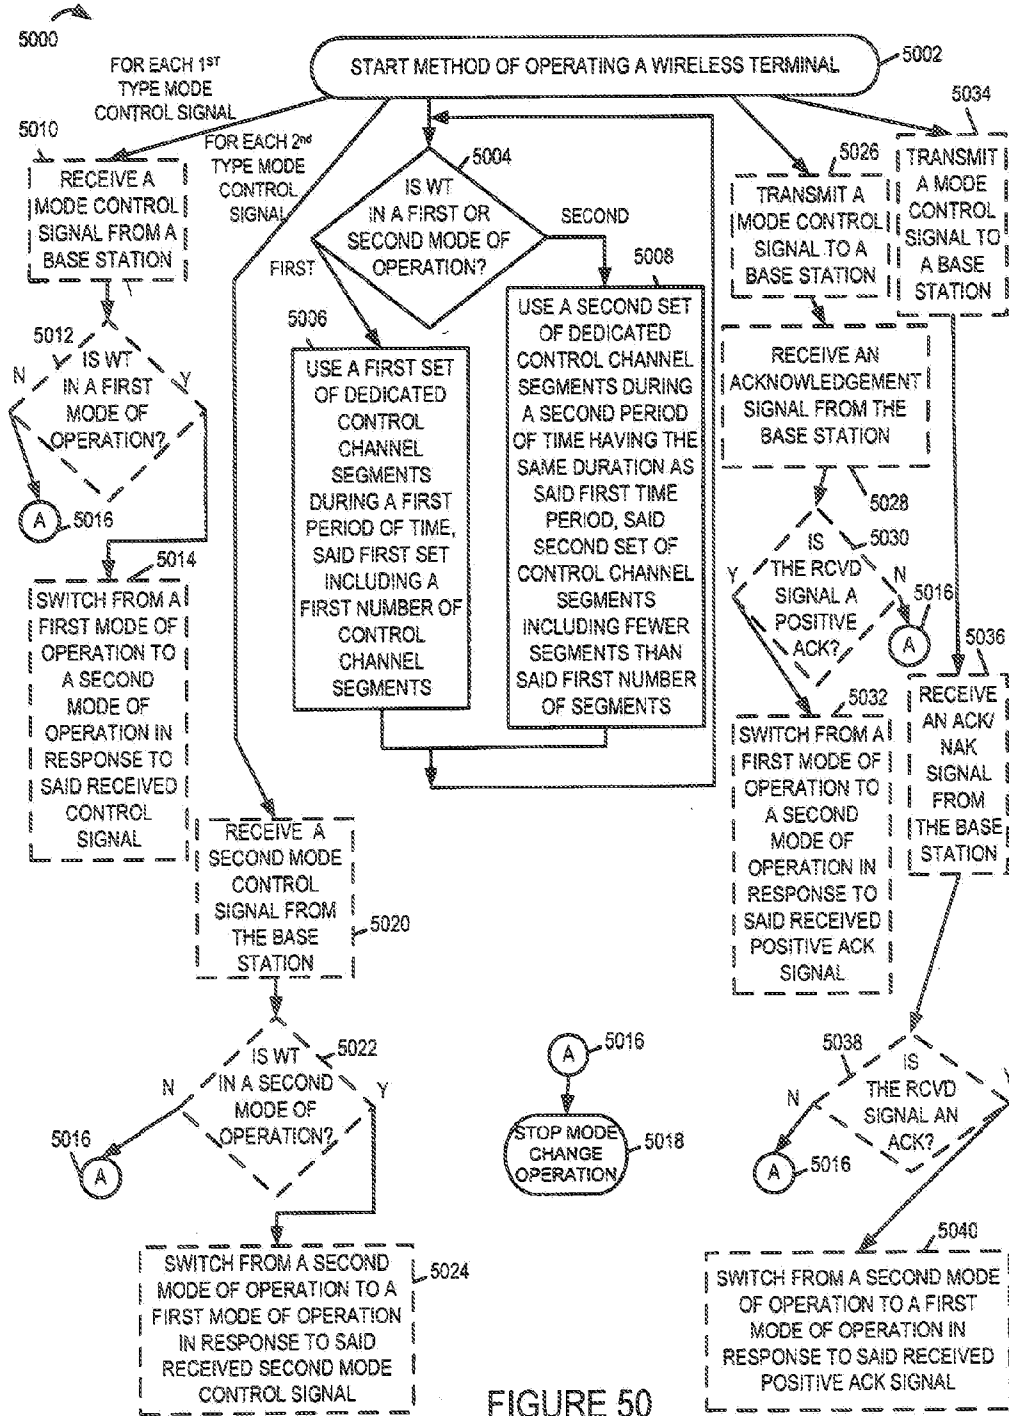 5000
START METHOD OF OPERATING A WIRELESS TERMINAL
5002
FOR EACH 1ST
TYPE MODE
CONTROL SIGNAL
FOR EACH 2nd
TYPE MODE
CONTROL
SIGNAL
5010
RECEIVE A
MODE CONTROL
SIGNAL FROM A
BASE STATION
5012
IS WT
IN A FIRST
MODE OF
OPERATION?
N
Y
A
5016
5014
SWITCH FROM A
FIRST MODE OF
OPERATION TO
A SECOND
MODE OF
OPERATION IN
RESPONSE TO
SAID RECEIVED
CONTROL
SIGNAL
5004
IS WT
IN A FIRST OR
SECOND MODE OF
OPERATION?
FIRST
SECOND
5006
USE A FIRST SET
OF DEDICATED
CONTROL
CHANNEL
SEGMENTS
DURING A FIRST
PERIOD OF TIME,
SAID FIRST SET
INCLUDING A
FIRST NUMBER OF
CONTROL
CHANNEL
SEGMENTS
5008
USE A SECOND SET
OF DEDICATED
CONTROL CHANNEL
SEGMENTS DURING
A SECOND PERIOD
OF TIME HAVING THE
SAME DURATION AS
SAID FIRST TIME
PERIOD, SAID
SECOND SET OF
CONTROL CHANNEL
SEGMENTS
INCLUDING FEWER
SEGMENTS THAN
SAID FIRST NUMBER
OF SEGMENTS
5026
TRANSMIT A
MODE CONTROL
SIGNAL TO A
BASE STATION
RECEIVE AN
ACKNOWLEDGEMENT
SIGNAL FROM THE
BASE STATION
5028
5030
IS
THE RCVD
SIGNAL A
POSITIVE
ACK?
Y
N
5016
A
5032
SWITCH FROM A
FIRST MODE OF
OPERATION TO
A SECOND
MODE OF
OPERATION IN
RESPONSE TO
SAID RECEIVED
POSITIVE ACK
SIGNAL
5034
TRANSMIT
A MODE
CONTROL
SIGNAL TO
A BASE
STATION
5036
RECEIVE
AN ACK/
NAK
SIGNAL
FROM
THE BASE
STATION
RECEIVE A
SECOND MODE
CONTROL
SIGNAL FROM
THE BASE
STATION
5020
5022
IS WT
IN A SECOND
MODE OF
OPERATION?
N
Y
5016
A
SWITCH FROM A SECOND
MODE OF OPERATION TO A
FIRST MODE OF OPERATION
IN RESPONSE TO SAID
RECEIVED SECOND MODE
CONTROL SIGNAL
5024
A
5016
STOP MODE
CHANGE
OPERATION
5018
5038
IS
THE RCVD
SIGNAL AN
ACK?
N
Y
A
5016
5040
SWITCH FROM A SECOND MODE
OF OPERATION TO A FIRST
MODE OF OPERATION IN
RESPONSE TO SAID RECEIVED
POSITIVE ACK SIGNAL
FIGURE 50